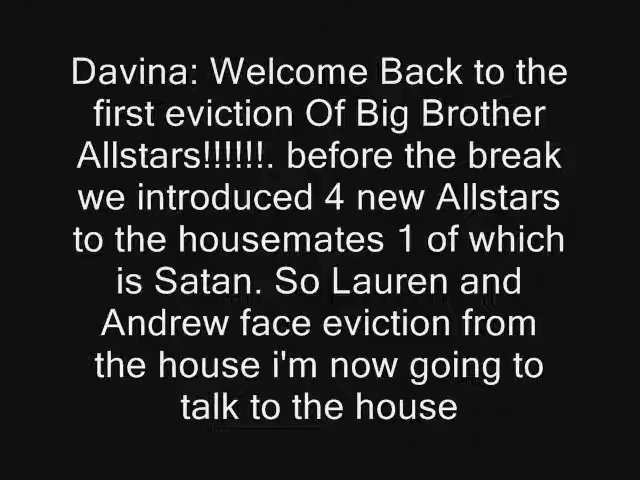 Davina: Welcome Back to the
first eviction Of Big Brother
Allstars!!!!!!. before the break
we introduced 4 new Allstars
to the housemates 1 of which
is Satan. So Lauren and
Andrew face eviction from
the house i'm now going to
talk to the house